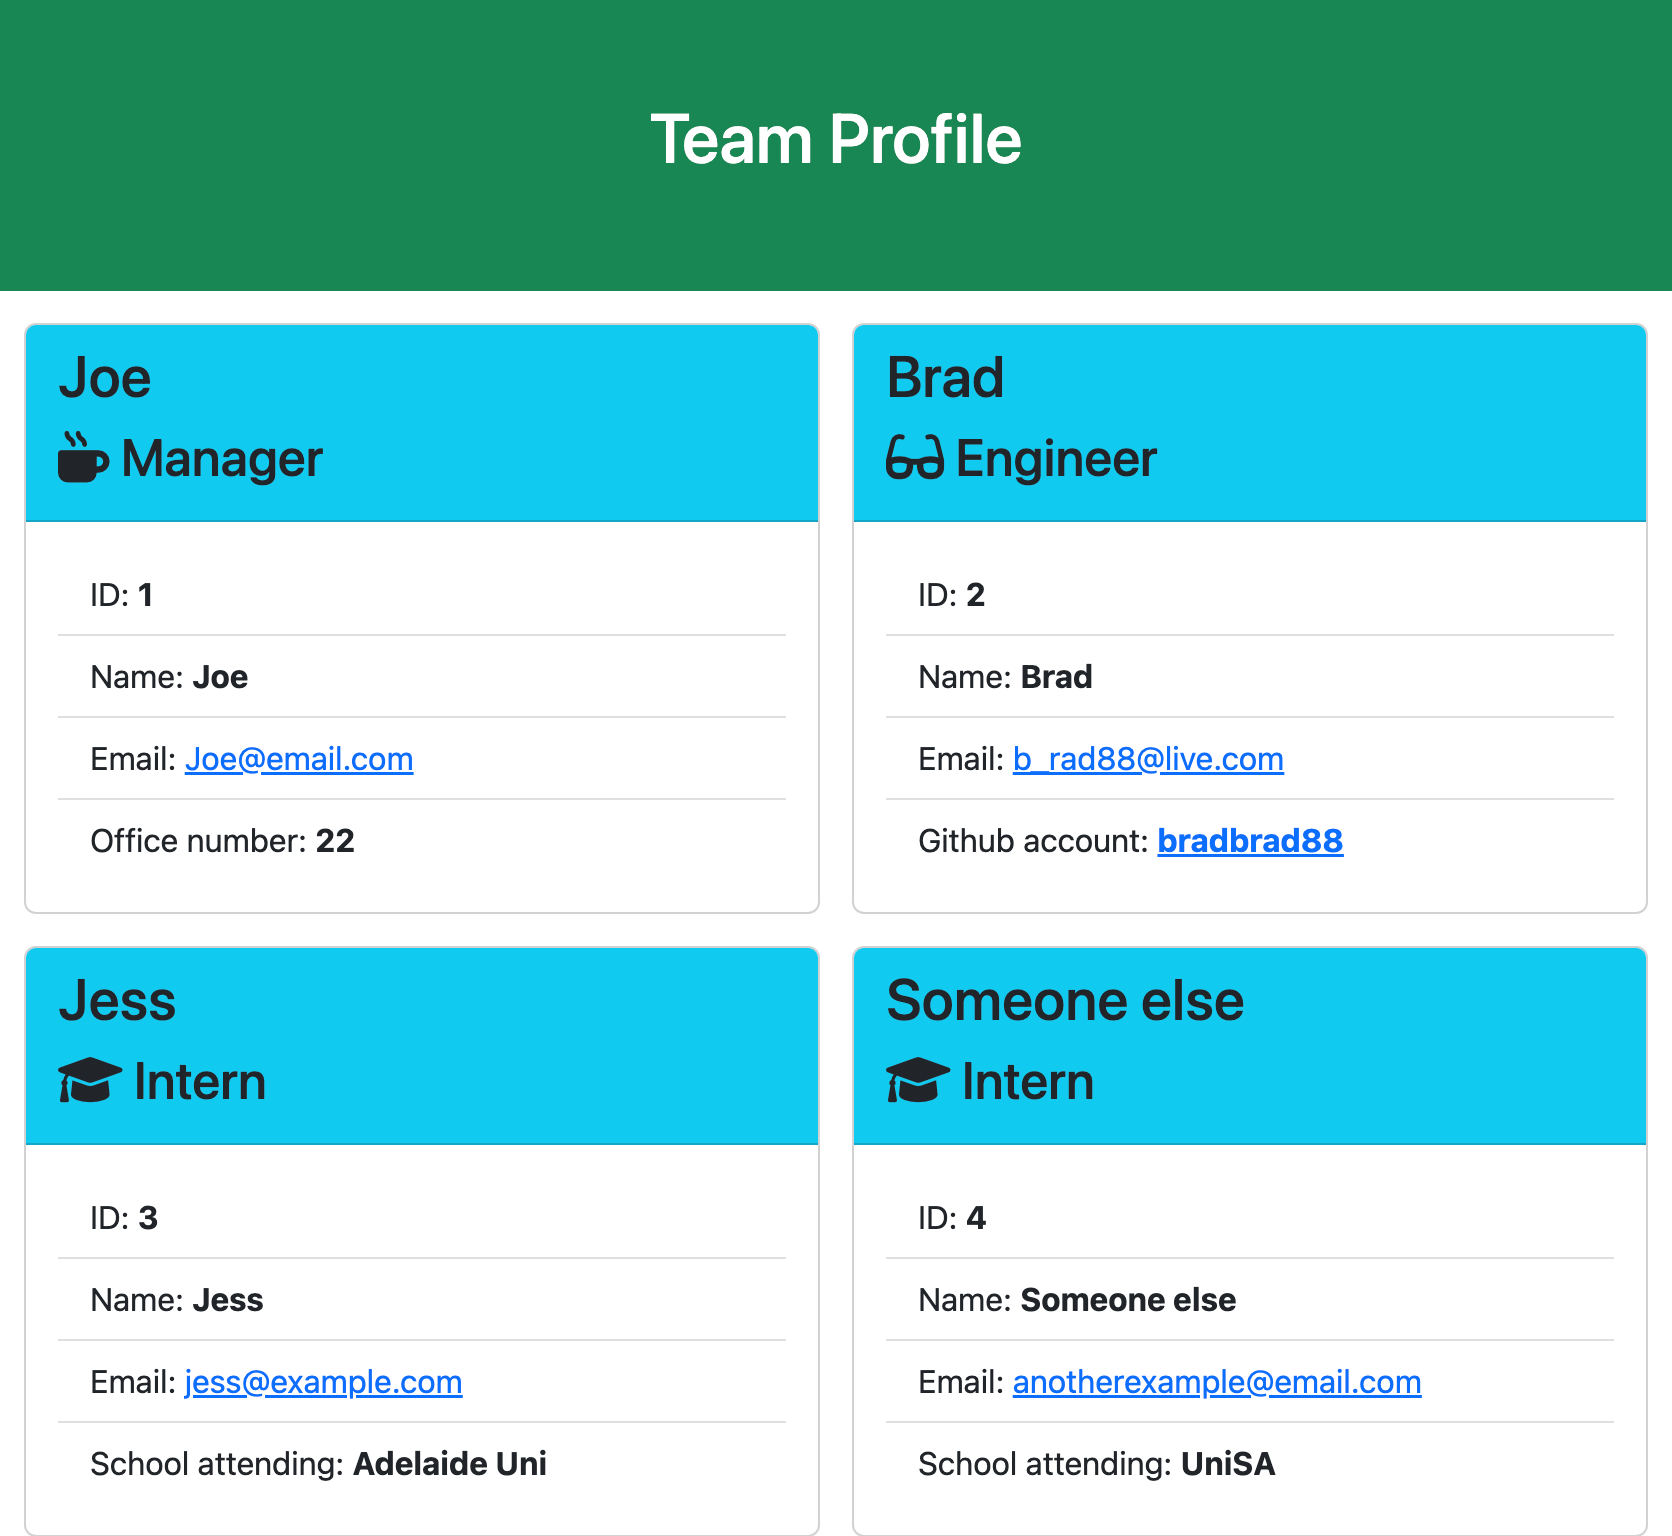 Team Profile
Joe
Manager
ID: 1
Name: Joe
Email: Joe@email.com
Office number: 22
Brad
Engineer
ID: 2
Name: Brad
Email: b_rad88@live.com
Github account: bradbrad88
Jess
Intern
ID: 3
Name: Jess
Email: jess@example.com
School attending: Adelaide Uni
Someone else
Intern
ID: 4
Name: Someone else
Email: anotherexample@email.com
School attending: UniSA